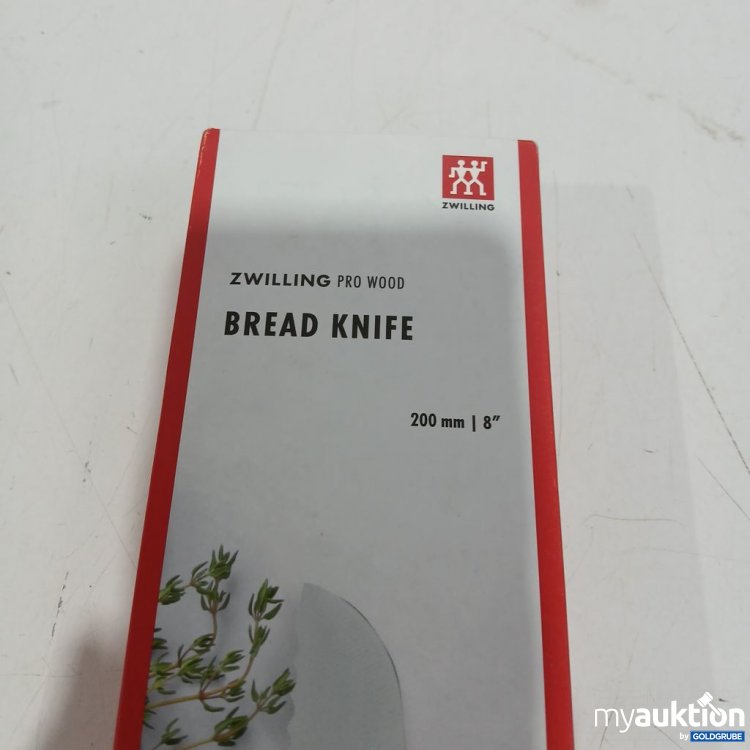 ZWILLING
ZWILLING PRO WOOD
BREAD KNIFE
200 mm | 8"
myauktion
by GOLDGRUBE